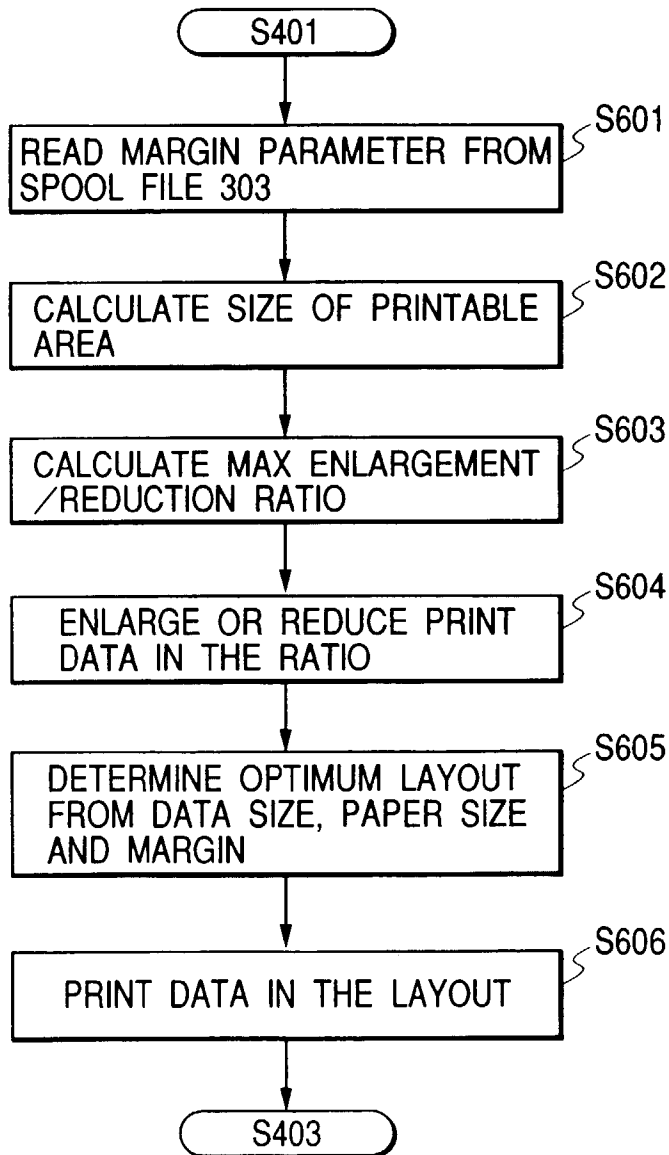 S401
S601
READ MARGIN PARAMETER FROM
SPOOL FILE 303
S602
CALCULATE SIZE OF PRINTABLE
AREA
S603
CALCULATE MAX ENLARGEMENT
/REDUCTION RATIO
S604
ENLARGE OR REDUCE PRINT
DATA IN THE RATIO
S605
DETERMINE OPTIMUM LAYOUT
FROM DATA SIZE, PAPER SIZE
AND MARGIN
S606
PRINT DATA IN THE LAYOUT
S403